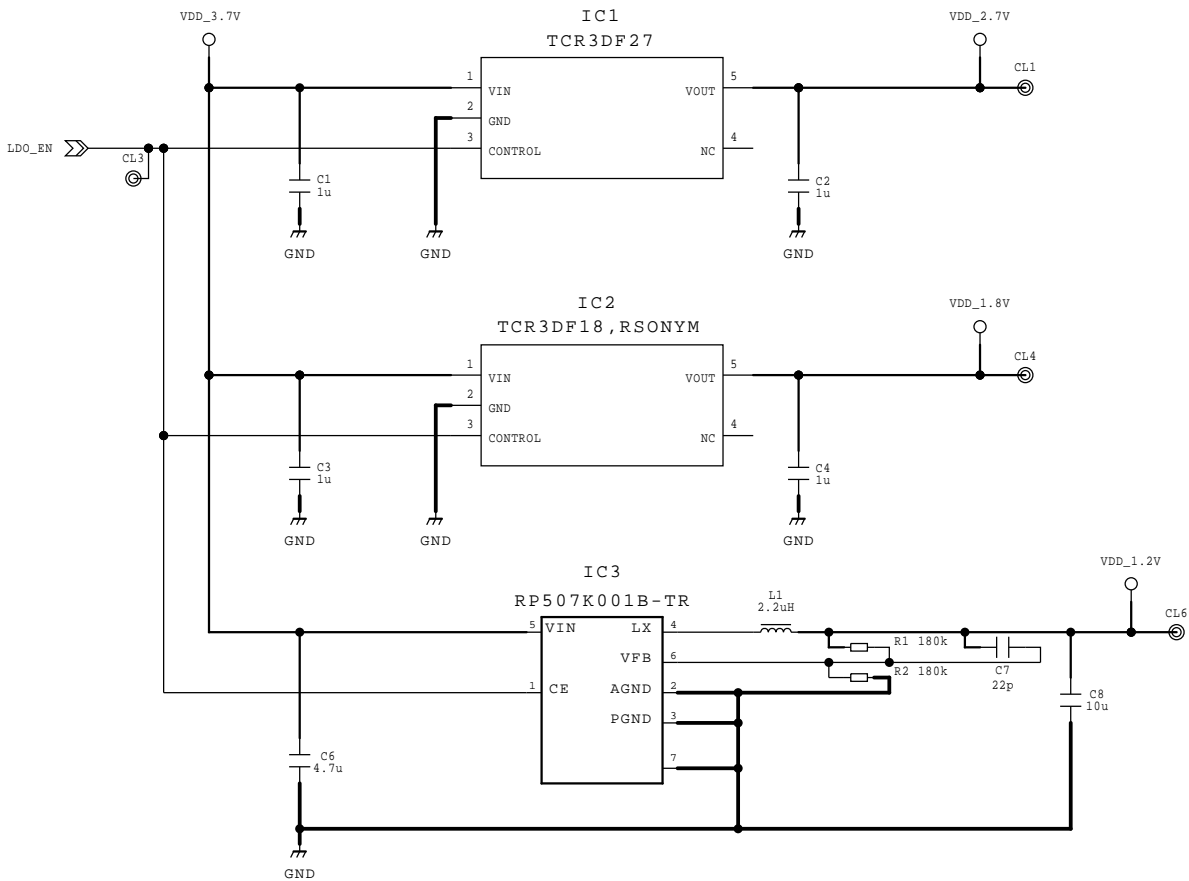 IC1
TCR3DF27
VDD_3.7V
VDD_2.7V
CL1
1
VIN
VOUT
5
2
GND
3
CONTROL
NC
4
LDO_EN
CL3
C1
1u
C2
1u
GND
GND
GND
IC2
TCR3DF18,RSONYM
VDD_1.8V
CL4
1
VIN
VOUT
5
2
GND
3
CONTROL
NC
4
C3
1u
C4
1u
GND
GND
GND
IC3
RP507K001B-TR
VDD_1.2V
CL6
L1
2.2uH
5
VIN
LX
4
R1 180k
VFB
6
R2 180k
C7
22p
1
CE
AGND
2
PGND
3
7
C8
10u
C6
4.7u
GND